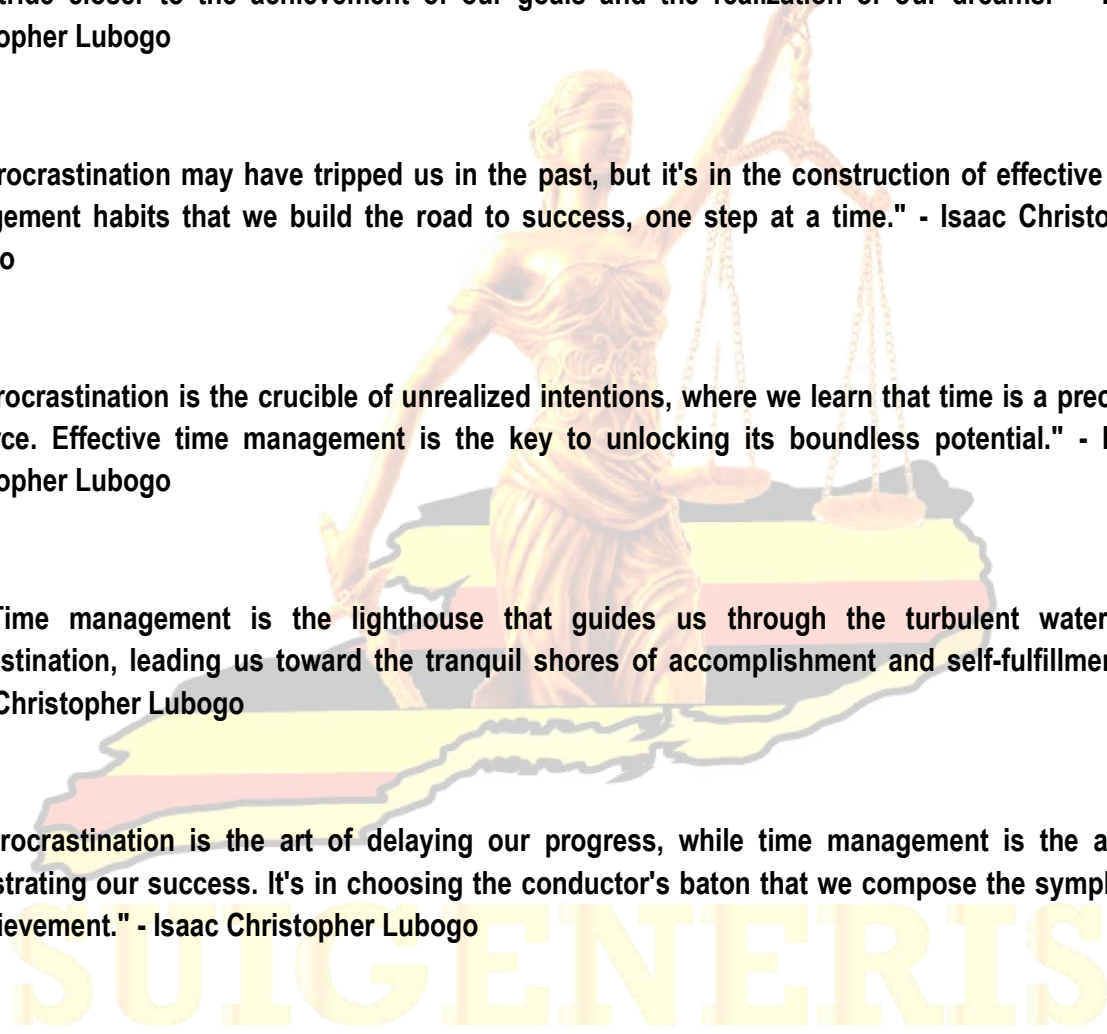 tride closer to the achievement of our goals and the realization of our dreams." -
opher Lubogo
rocrastination may have tripped us in the past, but it's in the construction of effective
gement habits that we build the road to success, one step at a time." - Isaac Christo
o
rocrastination is the crucible of unrealized intentions, where we learn that time is a prec
rce. Effective time management is the key to unlocking its boundless potential." - I
opher Lubogo
Time management is the lighthouse that guides us through the turbulent water
stination, leading us toward the tranquil shores of accomplishment and self-fulfillmen
Christopher Lubogo
rocrastination is the art of delaying our progress, while time management is the a
strating our success. It's in choosing the conductor's baton that we compose the symph
ievement." - Isaac Christopher Lubogo
SUIGENERIS